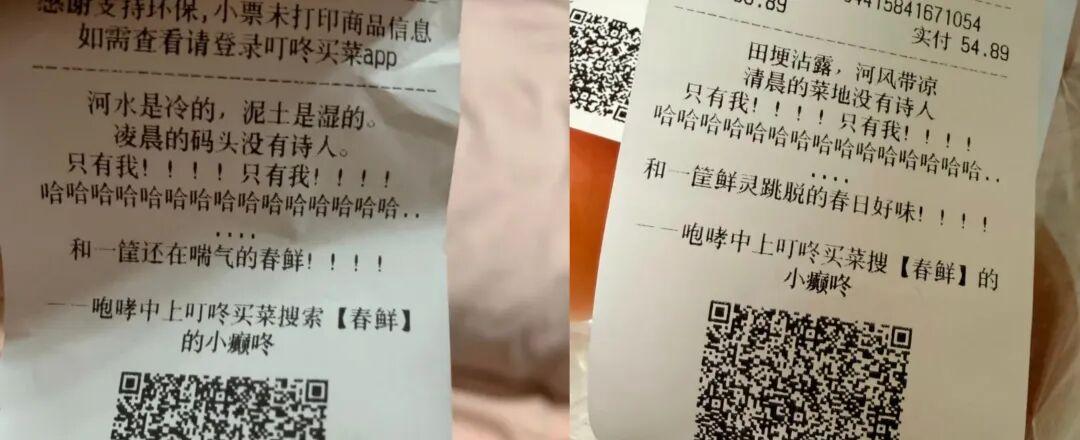 感谢支持环保,小票未打印商品信息
如需查看请登录叮咚买菜app
河水是冷的，泥土是湿的。
凌晨的码头没有诗人。
只有我！！！！只有我！！！！
哈哈哈哈哈哈哈哈哈哈哈哈哈哈哈..
....
和一筐还在喘气的春鲜！！！！
——咆哮中上叮咚买菜搜索【春鲜】
的小癫咚
实付 54.89
田埂沾露，河风带凉
清晨的菜地没有诗人
只有我！！！！只有我！！！！
哈哈哈哈哈哈哈哈哈哈哈哈哈哈哈..
....
和一筐鲜灵跳脱的春日好味！！！！
——咆哮中上叮咚买菜搜【春鲜】的
小癫咚